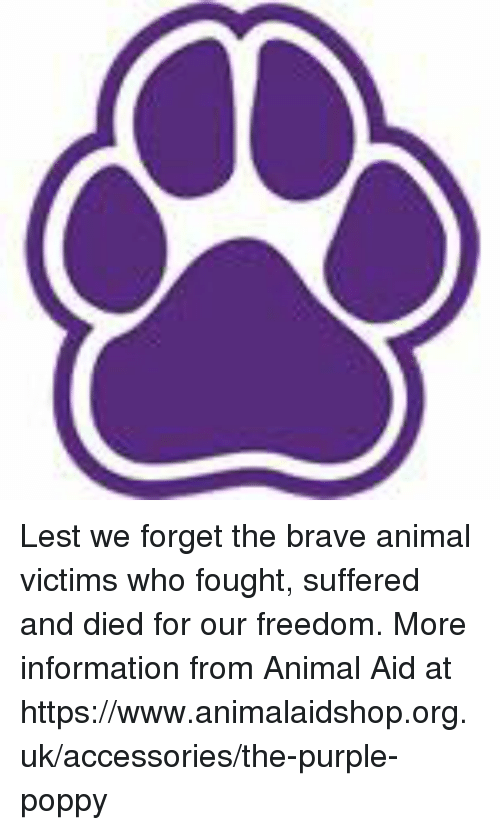 Lest we forget the brave animal
victims who fought, suffered
and died for our freedom. More
information from Animal Aid at
https://www.animalaidshop.org.
uk/accessories/the-purple-
poppy